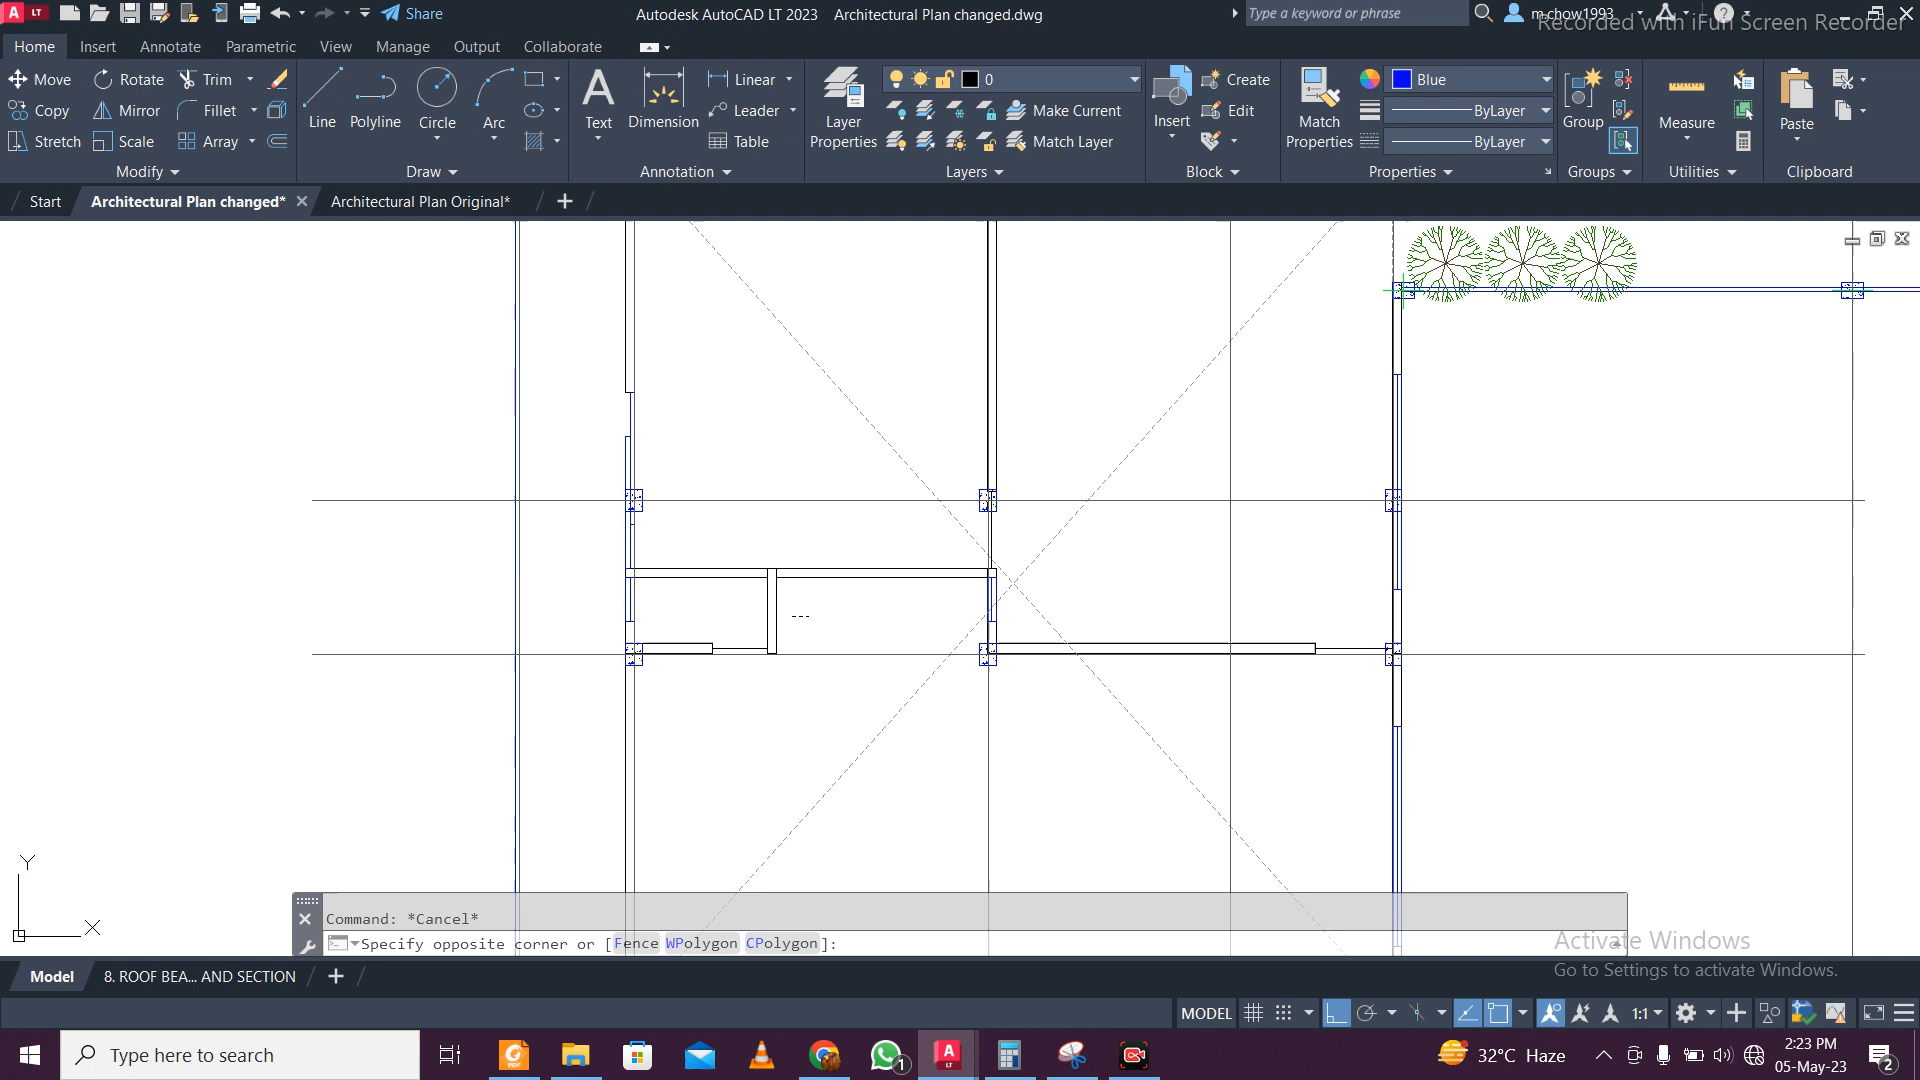 LT Share Autodesk AutoCAD LT 2023 Architectural Plan changed.dwg Type a keyword or phrase m.chow1993
Recorded with iFun Screen Recorder
Home Insert Annotate Parametric View Manage Output Collaborate
Move Rotate Trim Linear 0 Create Blue
Copy Mirror Fillet Leader Make Current Edit ByLayer
Line Polyline Circle Arc Text Dimension Layer Properties Insert Match Properties Group Measure Paste
Stretch Scale Array Table Match Layer ByLayer
Modify Draw Annotation Layers Block Properties Groups Utilities Clipboard
Start Architectural Plan changed* Architectural Plan Original*
Y
X
Command: *Cancel*
Specify opposite corner or [Fence WPolygon CPolygon]:
Activate Windows
Go to Settings to activate Windows.
Model 8. ROOF BEA... AND SECTION
MODEL 1:1
Type here to search 1 LT 32°C Haze 2:23 PM
05-May-23 2